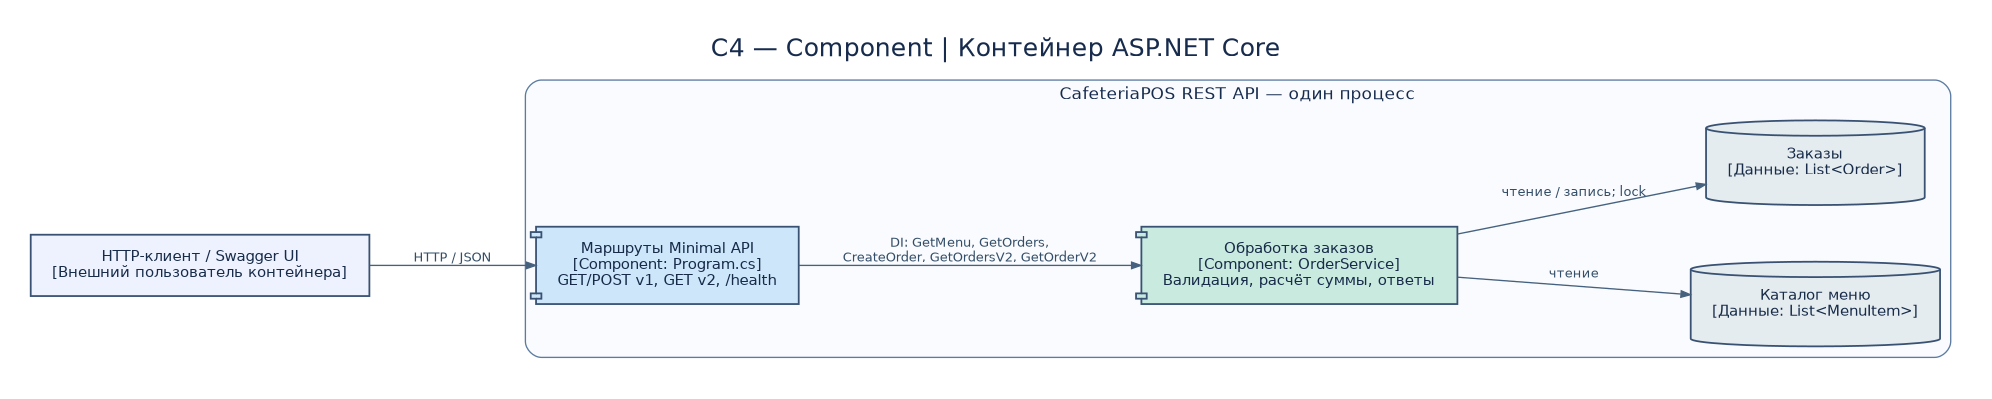 C4 — Component | Контейнер ASP.NET Core
CafeteriaPOS REST API — один процесс
HTTP-клиент / Swagger UI
[Внешний пользователь контейнера]
HTTP / JSON
Маршруты Minimal API
[Component: Program.cs]
GET/POST v1, GET v2, /health
DI: GetMenu, GetOrders,
CreateOrder, GetOrdersV2, GetOrderV2
Обработка заказов
[Component: OrderService]
Валидация, расчёт суммы, ответы
чтение / запись; lock
Заказы
[Данные: List<Order>]
чтение
Каталог меню
[Данные: List<MenuItem>]